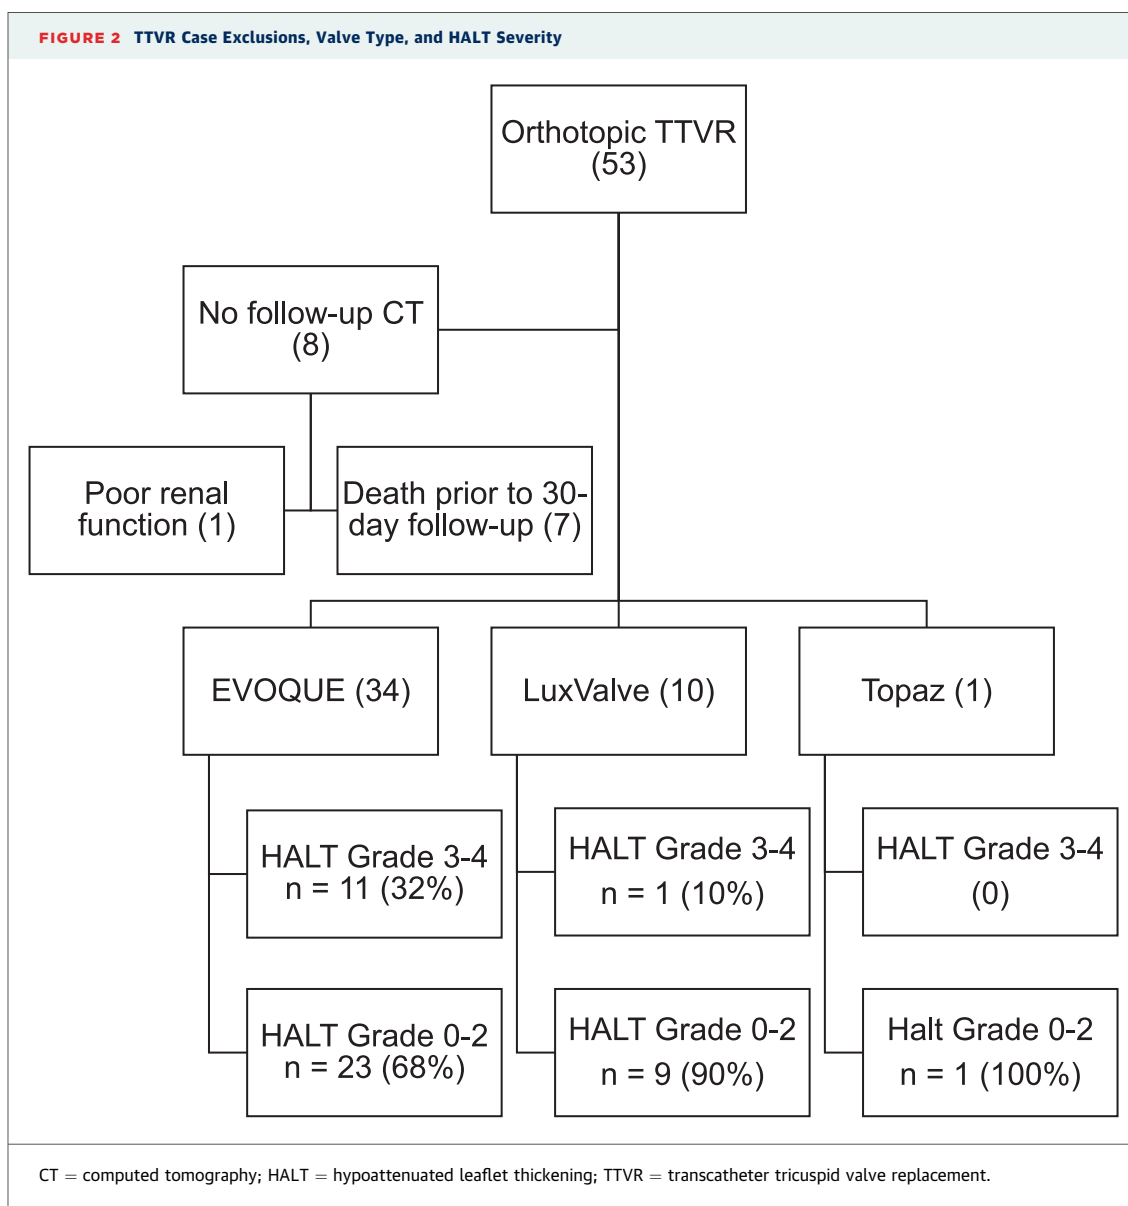 FIGURE 2 TTVR Case Exclusions, Valve Type, and HALT Severity
Orthotopic TTVR
(53)
No follow-up CT
(8)
Poor renal
function (1)
Death prior to 30-
day follow-up (7)
EVOQUE (34)
LuxValve (10)
Topaz (1)
HALT Grade 3-4
n = 11 (32%)
HALT Grade 3-4
n = 1 (10%)
HALT Grade 3-4
(0)
HALT Grade 0-2
n = 23 (68%)
HALT Grade 0-2
n = 9 (90%)
Halt Grade 0-2
n = 1 (100%)
CT = computed tomography; HALT = hypoattenuated leaflet thickening; TTVR = transcatheter tricuspid valve replacement.